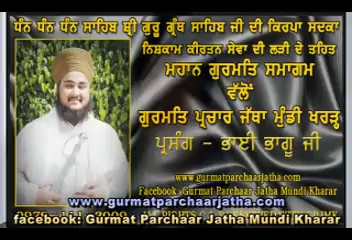 ਧੰਨ ਧੰਨ ਧੰਨ ਸਾਹਿਬ ਸ਼੍ਰੀ ਗੁਰੂ ਗ੍ਰੰਥ ਸਾਹਿਬ ਜੀ ਦੀ ਕਿਰਪਾ ਸਦਕਾ
ਨਿਸ਼ਕਾਮ ਕੀਰਤਨ ਸੇਵਾ ਦੀ ਲੜੀ ਦੇ ਤਹਿਤ
ਮਹਾਨ ਗੁਰਮਤਿ ਸਮਾਗਮ
ਵੱਲੋਂ
ਗੁਰਮਤਿ ਪ੍ਰਚਾਰ ਜੱਥਾ ਮੁੰਡੀ ਖਰੜ੍ਹ
ਪ੍ਰਸੰਗ - ਭਾਈ ਭਾਗੂ ਜੀ
www.gurmatparchaarjatha.com
Facebook: Gurmat Parchaar Jatha Mundi Kharar
www.gurmatparchaarjatha.com
facebook: Gurmat Parchaar Jatha Mundi Kharar